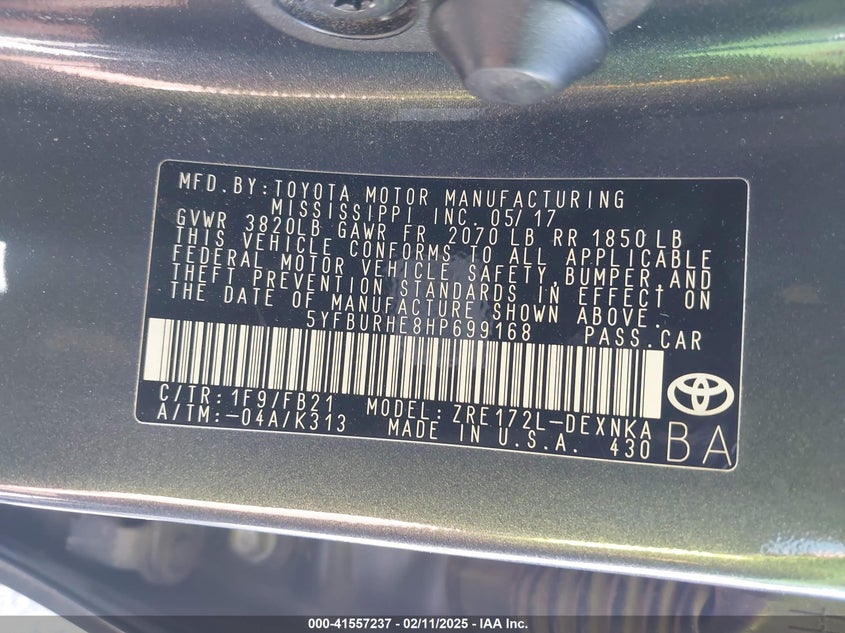 MFD.BY:TOYOTA MOTOR MANUFACTURING
MISSISSIPPI INC. 05/17
GVWR 3820LB GAWR FR 2070 LB RR 1850 LB
THIS VEHICLE CONFORMS TO ALL APPLICABLE
FEDERAL MOTOR VEHICLE SAFETY,BUMPER,AND
THEFT PREVENTION STANDARDS IN EFFECT ON
THE DATE OF MANUFACTURE SHOWN ABOVE.
5YFBURHE8HP699168 PASS.CAR
C/TR:1F9/FB21 MODEL:ZRE172L-DEXNKA
A/TM:-04A/K313 MADE IN U.S.A. 430 BA
000-41557237 - 02/11/2025 - IAA Inc.